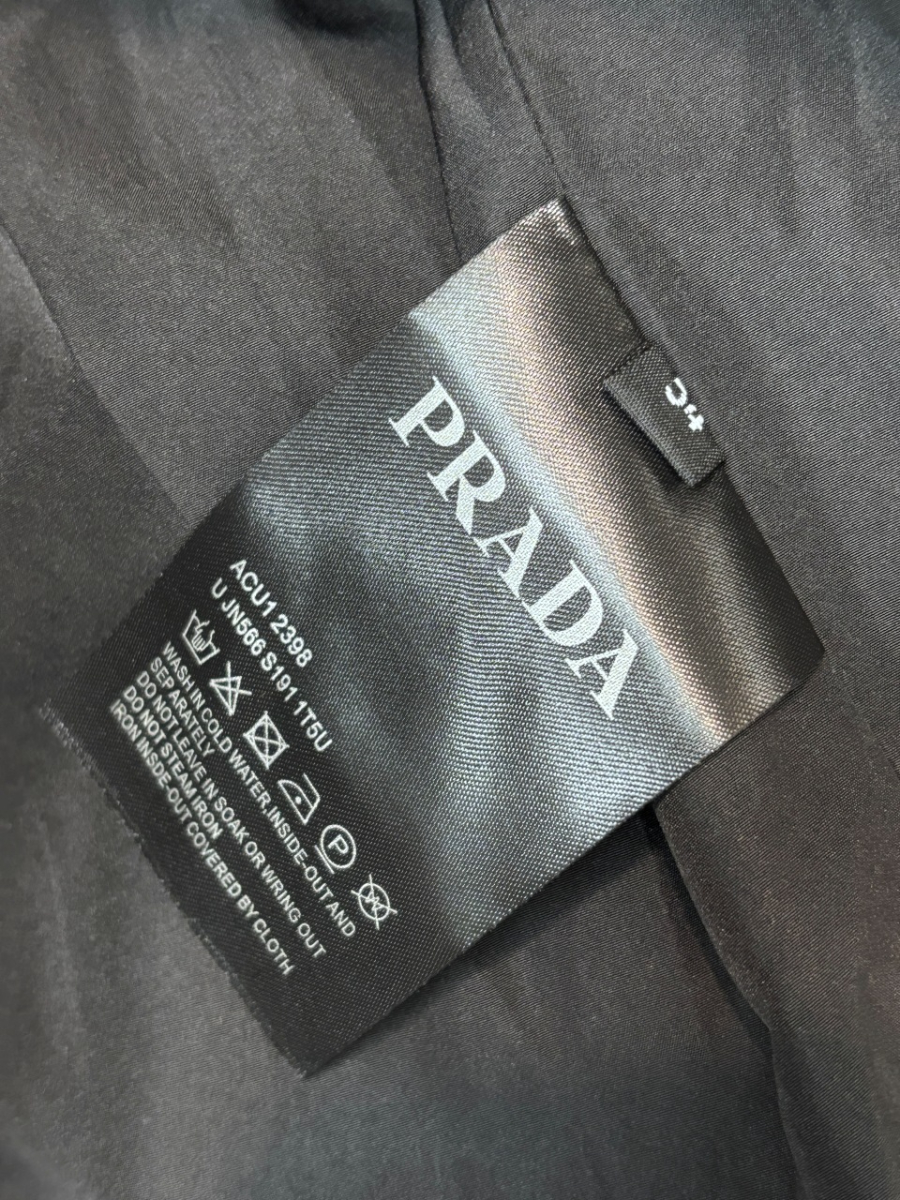 34
PRADA
ACU1 2398
U JN566 S191 1T5U
P
W
WASH IN COLD WATER, INSIDE-OUT AND
SEPARATELY
DO NOT LEAVE IN SOAK OR WRING OUT
DO NOT STEAM IRON
IRON INSDE-OUT COVERED BY CLOTH